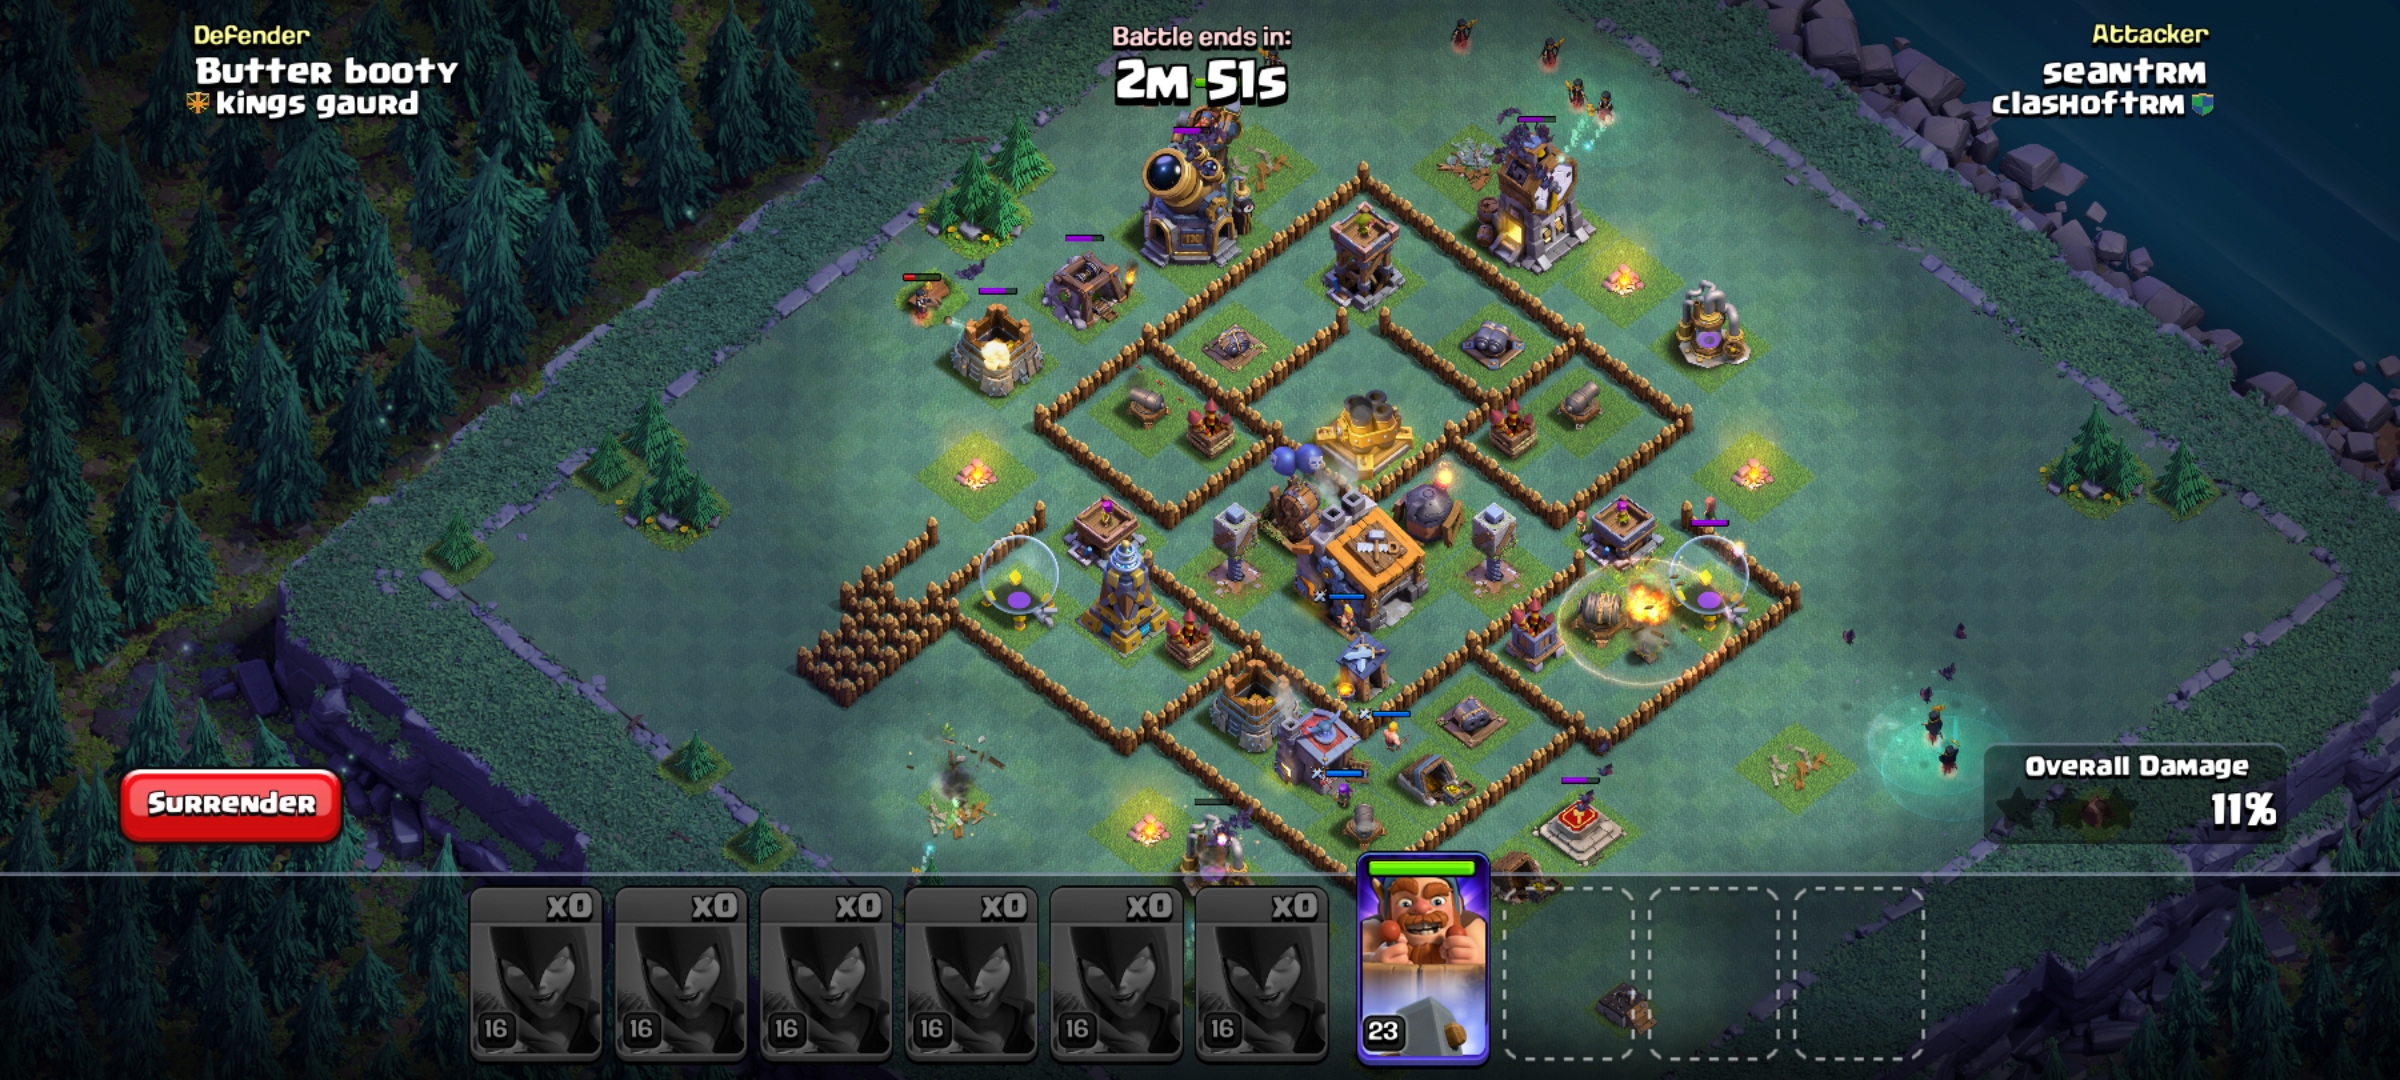 Defender
Butter booty
kings gaurd
Battle ends in:
2M 51s
Attacker
seantRM
clashoftRM
Surrender
Overall Damage
11%
x0
x0
x0
x0
x0
x0
16
16
16
16
16
16
23